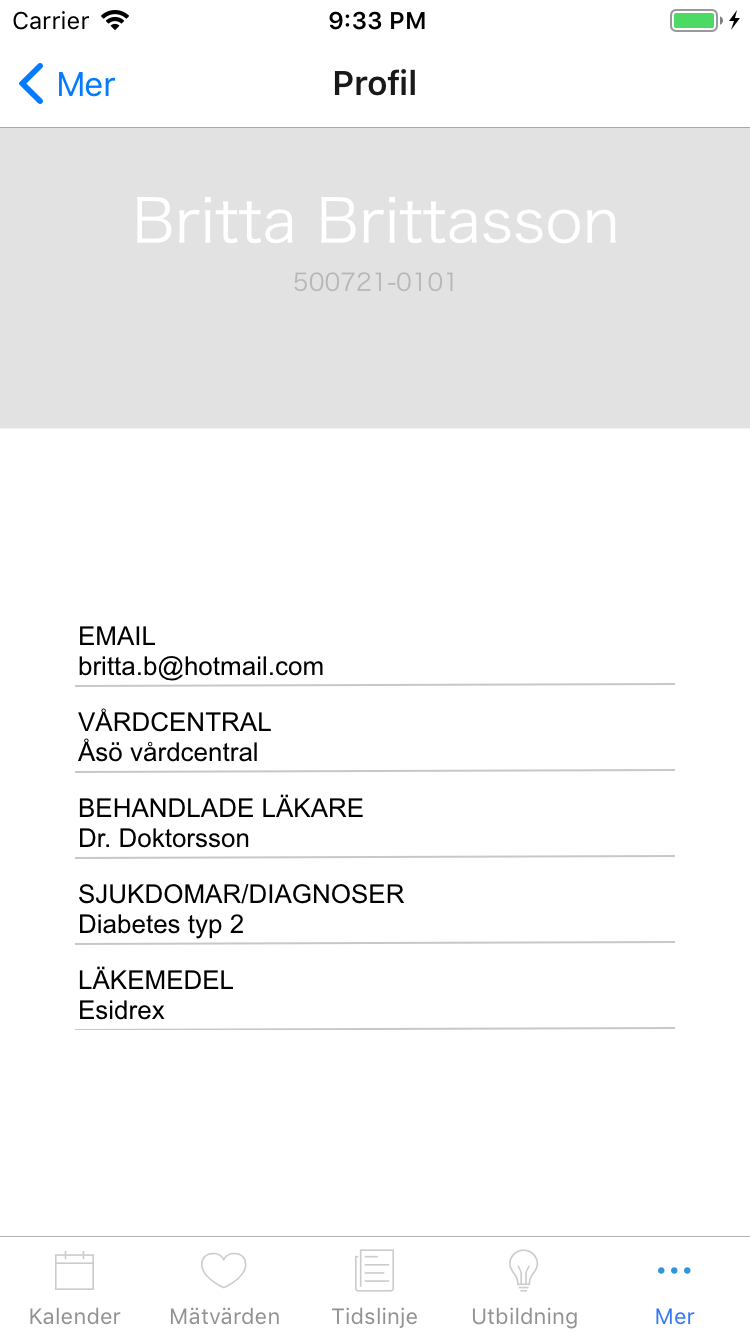 Carrier 9:33 PM
Mer Profil
Britta Brittasson
500721-0101
EMAIL
britta.b@hotmail.com
VÅRDCENTRAL
Åsö vårdcentral
BEHANDLADE LÄKARE
Dr. Doktorsson
SJUKDOMAR/DIAGNOSER
Diabetes typ 2
LÄKEMEDEL
Esidrex
Kalender Mätvärden Tidslinje Utbildning Mer